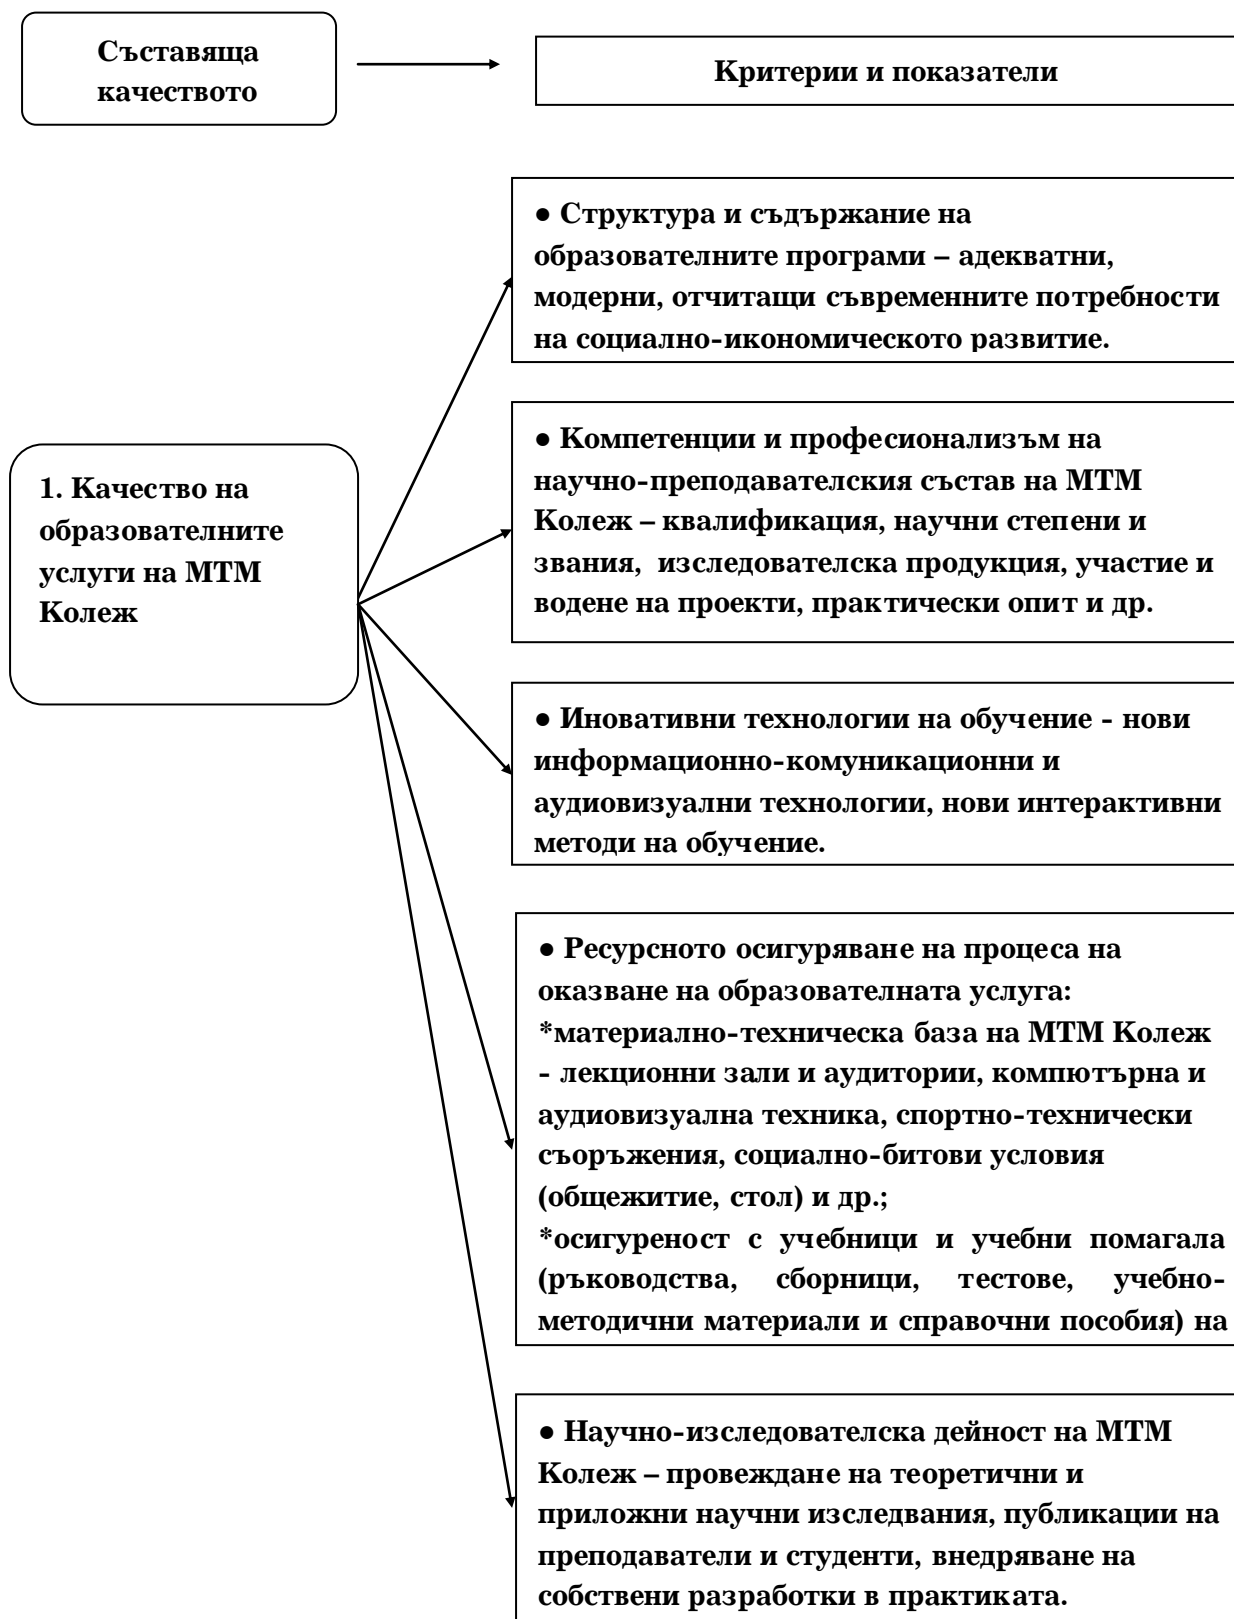 Съставяща
качеството
Критерии и показатели
● Структура и съдържание на
образователните програми – адекватни,
модерни, отчитащи съвременните потребности
на социално-икономическото развитие.
● Компетенции и професионализъм на
научно-преподавателския състав на МТМ
Колеж – квалификация, научни степени и
звания, изследователска продукция, участие и
водене на проекти, практически опит и др.
1. Качество на
образователните
услуги на МТМ
Колеж
● Иновативни технологии на обучение - нови
информационно-комуникационни и
аудиовизуални технологии, нови интерактивни
методи на обучение.
● Ресурсното осигуряване на процеса на
оказване на образователната услуга:
*материално-техническа база на МТМ Колеж
- лекционни зали и аудитории, компютърна и
аудиовизуална техника, спортно-технически
съоръжения, социално-битови условия
(общежитие, стол) и др.;
*осигуреност с учебници и учебни помагала
(ръководства, сборници, тестове, учебно-
методични материали и справочни пособия) на
● Научно-изследователска дейност на МТМ
Колеж – провеждане на теоретични и
приложни научни изследвания, публикации на
преподаватели и студенти, внедряване на
собствени разработки в практиката.